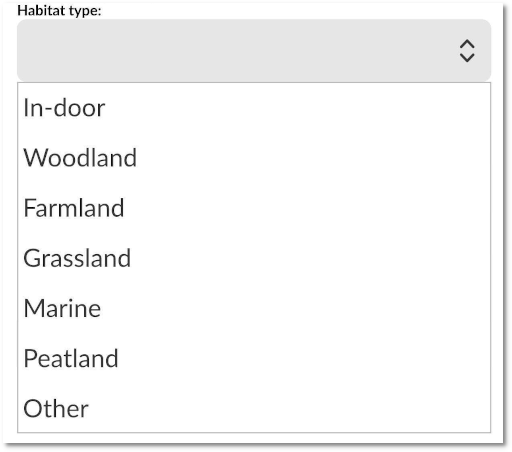 Habitat type:
In-door
Woodland
Farmland
Grassland
Marine
Peatland
Other